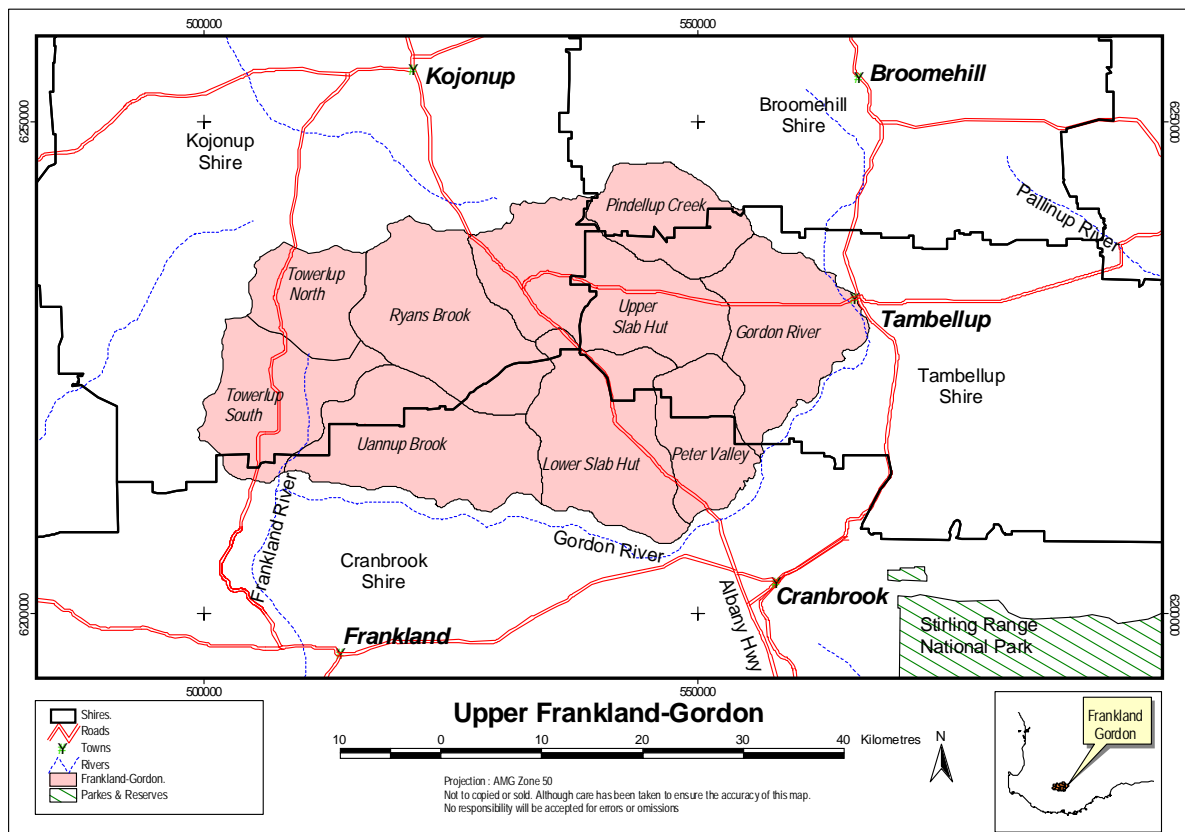 500000
550000
Kojonup
Broomehill
Broomehill
Shire
6250000
6250000
Kojonup
Shire
Pallinup River
Pindellup Creek
Towerlup
North
Ryans Brook
Upper
Slab Hut
Gordon River
Tambellup
Tambellup
Shire
Towerlup
South
Uannup Brook
Lower Slab Hut
Peter Valley
Frankland River
Gordon River
Cranbrook
Shire
Albany Hwy
Cranbrook
6200000
6200000
Frankland
Stirling Range
National Park
500000
550000
Shires.
Roads
Towns
Rivers
Frankland-Gordon.
Parkes & Reserves
Upper Frankland-Gordon
10 0 10 20 30 40 Kilometres
N
Projection : AMG Zone 50
Not to copied or sold. Although care has been taken to ensure the accuracy of this map.
No responsibility will be accepted for errors or omissions
Frankland
Gordon